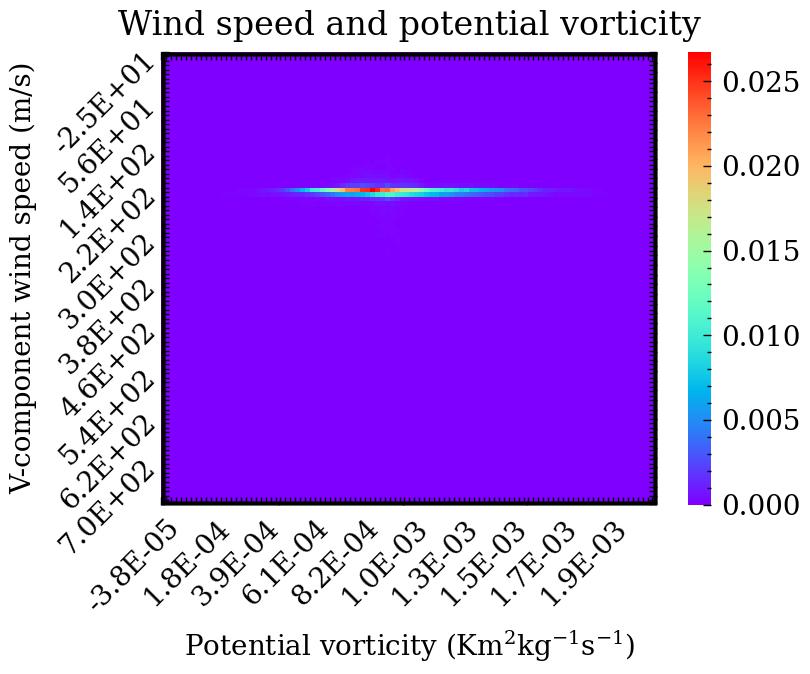 Wind speed and potential vorticity
V-component wind speed (m/s)
-2.5E+01
5.6E+01
1.4E+02
2.2E+02
3.0E+02
3.8E+02
4.6E+02
5.4E+02
6.2E+02
7.0E+02
-3.8E-05
1.8E-04
3.9E-04
6.1E-04
8.2E-04
1.0E-03
1.3E-03
1.5E-03
1.7E-03
1.9E-03
Potential vorticity (Km²kg⁻¹s⁻¹)
0.025
0.020
0.015
0.010
0.005
0.000